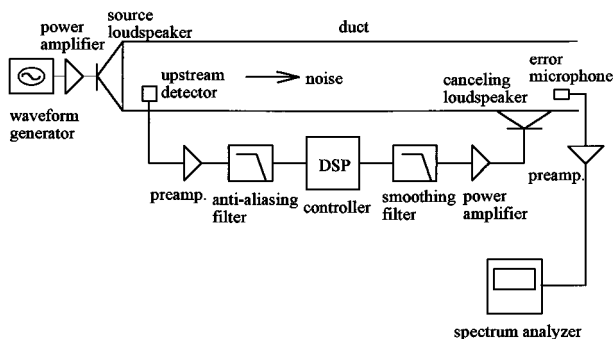 source
loudspeaker
power
amplifier
duct
error
microphone
upstream
detector
noise
canceling
loudspeaker
waveform
generator
DSP
preamp.
anti-aliasing
filter
controller
smoothing
filter
power
amplifier
preamp.
spectrum analyzer